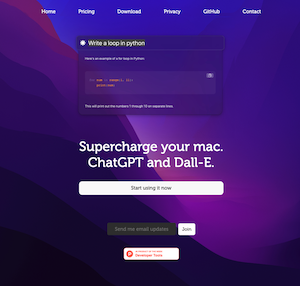 Home Pricing Download Privacy GitHub Contact
Write a loop in python
Here's an example of a for loop in Python:
print(num)
This will print out the numbers 1 through 10 on separate lines.
Supercharge your mac.
ChatGPT and Dall-E.
Start using it now
Send me email updates Join
Developer Tools